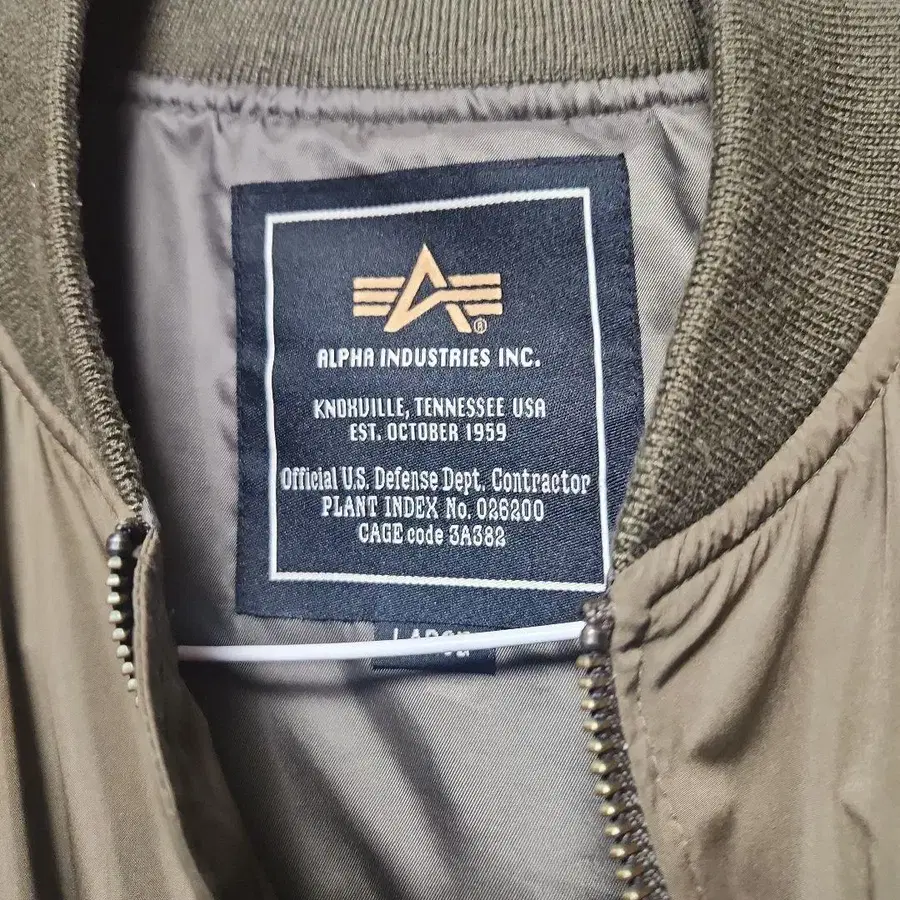 ®
ALPHA INDUSTRIES INC.
KNOXVILLE, TENNESSEE USA
EST. OCTOBER 1959
Official U.S. Defense Dept. Contractor
PLANT INDEX No. 026200
CAGE code 3A382
LARGE